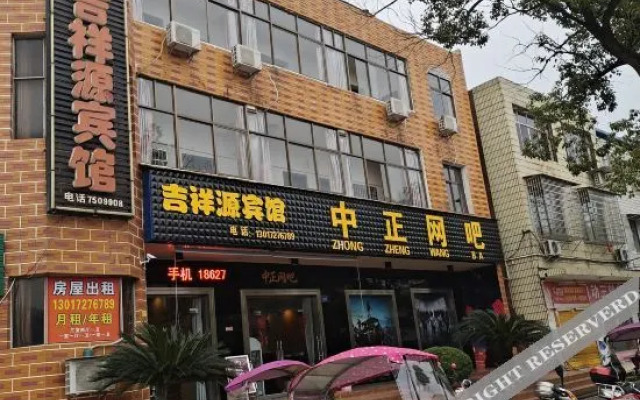 吉祥源宾馆
电话 7509908
吉祥源宾馆
电话：13017276789
中正网吧
ZHONG ZHENG WANG BA
手机 18627
中正网吧
房屋出租
13017276789
月租/年租
RIGHT RESERVED